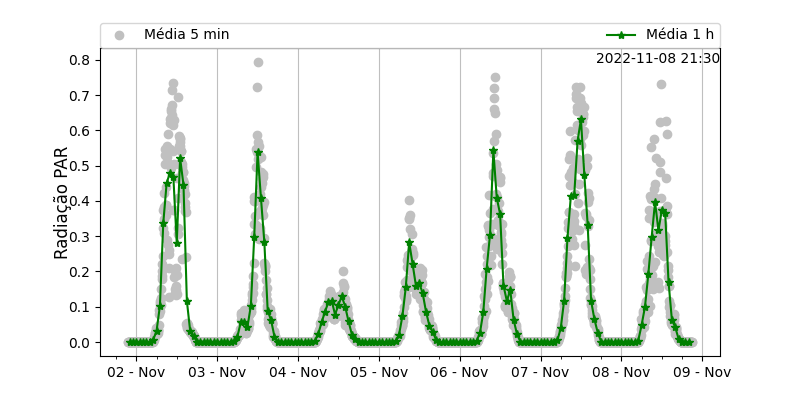 Média 5 min
Média 1 h
2022-11-08 21:30
Radiação PAR
0.8
0.7
0.6
0.5
0.4
0.3
0.2
0.1
0.0
02 - Nov
03 - Nov
04 - Nov
05 - Nov
06 - Nov
07 - Nov
08 - Nov
09 - Nov